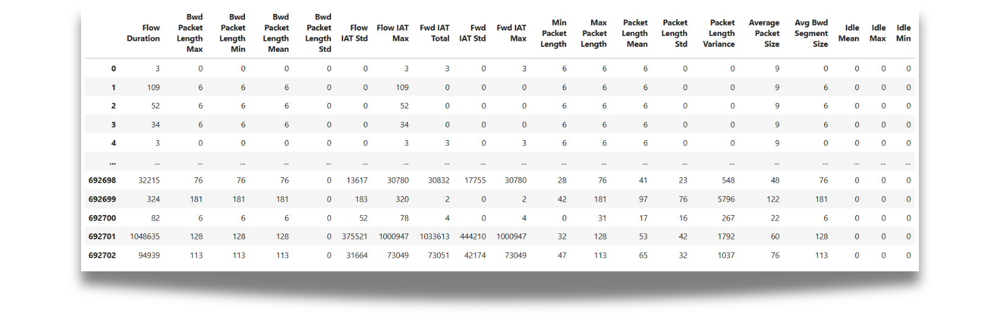 Flow Duration Bwd Packet Length Max Bwd Packet Length Min Bwd Packet Length Mean Bwd Packet Length Std Flow IAT Std Flow IAT Max Fwd IAT Total Fwd IAT Std Fwd IAT Max Min Packet Length Max Packet Length Packet Length Mean Packet Length Std Packet Length Variance Average Packet Size Avg Bwd Segment Size Idle Mean Idle Max Idle Min
0 3 0 0 0 0 0 3 3 0 3 6 6 6 0 0 9 0 0 0 0
1 109 6 6 6 0 0 109 0 0 0 6 6 6 0 0 9 6 0 0 0
2 52 6 6 6 0 0 52 0 0 0 6 6 6 0 0 9 6 0 0 0
3 34 6 6 6 0 0 34 0 0 0 6 6 6 0 0 9 6 0 0 0
4 3 0 0 0 0 0 3 3 0 3 6 6 6 0 0 9 0 0 0 0
... ... ... ... ... ... ... ... ... ... ... ... ... ... ... ... ... ... ... ... ...
692698 32215 76 76 76 0 13617 30780 30832 17755 30780 28 76 41 23 548 48 76 0 0 0
692699 324 181 181 181 0 183 320 2 0 2 42 181 97 76 5796 122 181 0 0 0
692700 82 6 6 6 0 52 78 4 0 4 0 31 17 16 267 22 6 0 0 0
692701 1048635 128 128 128 0 375521 1000947 1033613 444210 1000947 32 128 53 42 1792 60 128 0 0 0
692702 94939 113 113 113 0 31664 73049 73051 42174 73049 47 113 65 32 1037 76 113 0 0 0